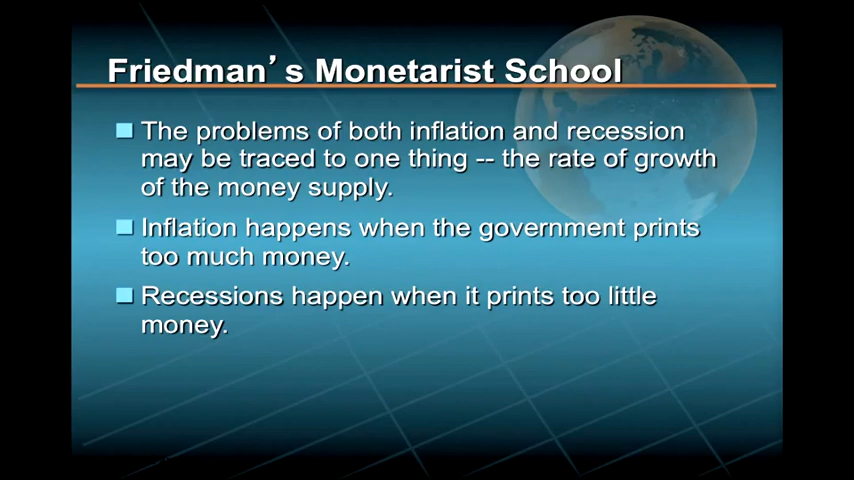 Friedman’s Monetarist School
The problems of both inflation and recession
may be traced to one thing -- the rate of growth
of the money supply.
Inflation happens when the government prints
too much money.
Recessions happen when it prints too little
money.